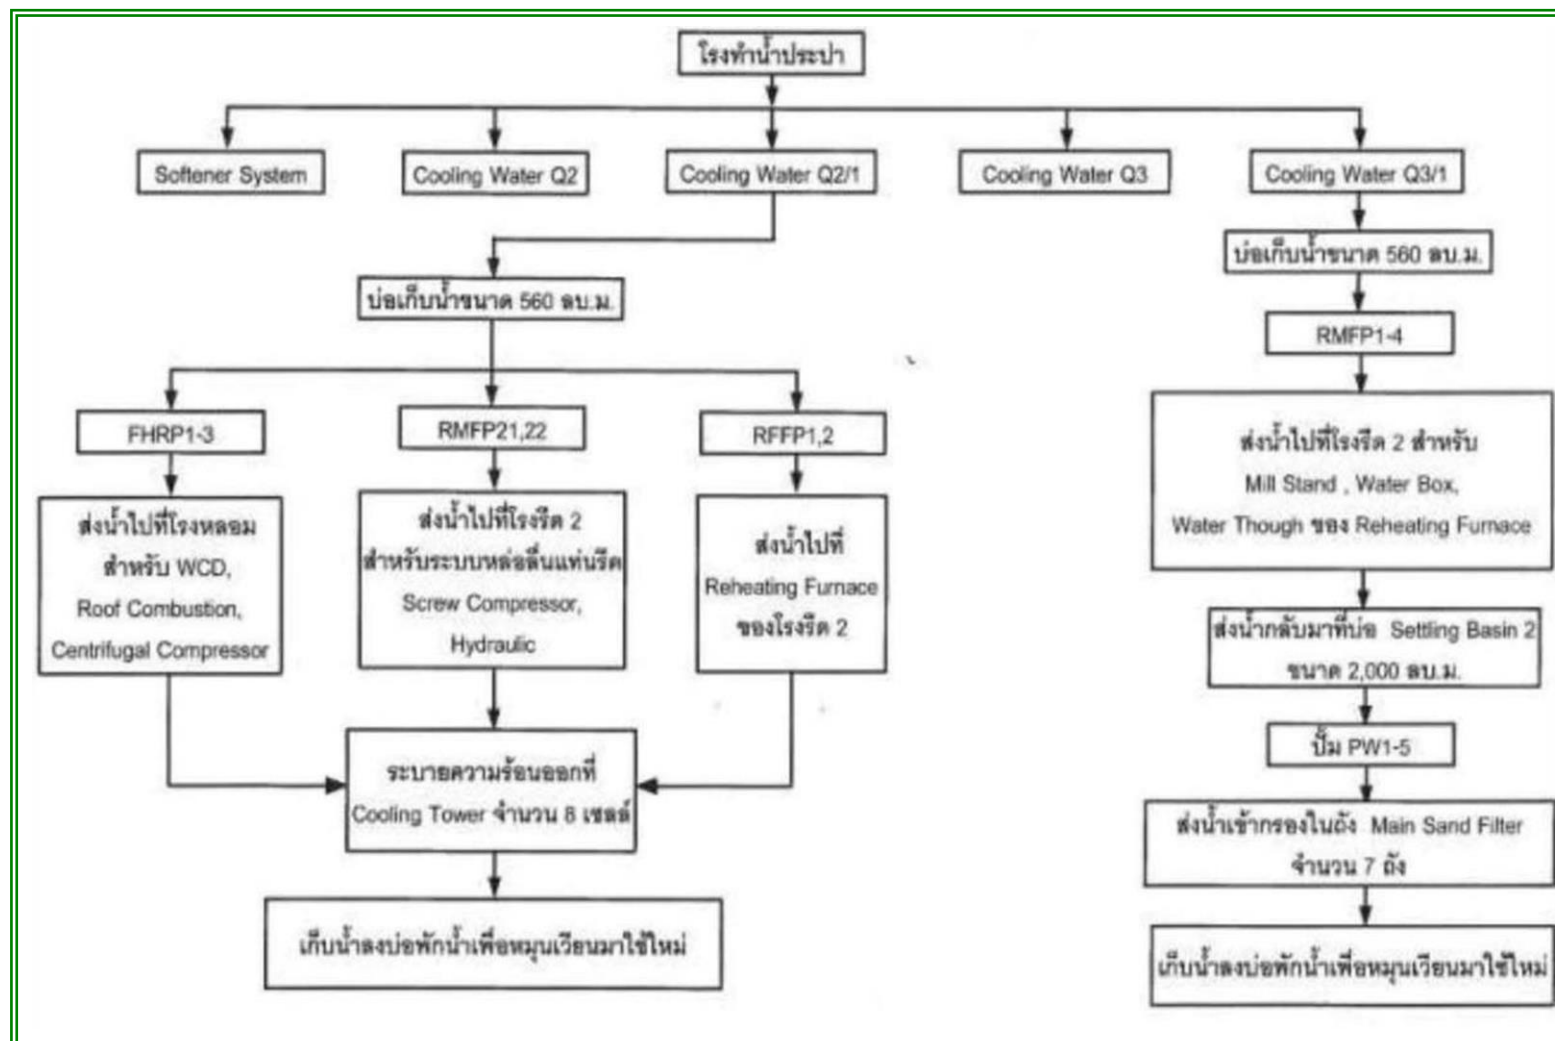 โรงทำน้ำประปา
Softener System
Cooling Water Q2
Cooling Water Q2/1
Cooling Water Q3
Cooling Water Q3/1
บ่อเก็บน้ำขนาด 560 ลบ.ม.
FHRP1-3
RMFP21,22
RFFP1,2
ส่งน้ำไปที่โรงหลอม
สำหรับ WCD,
Roof Combustion,
Centrifugal Compressor
ส่งน้ำไปที่โรงรีด 2
สำหรับระบบหล่อลื่นแท่นรีด
Screw Compressor,
Hydraulic
ส่งน้ำไปที่
Reheating Furnace
ของโรงรีด 2
ระบายความร้อนออกที่
Cooling Tower จำนวน 8 เซลล์
เก็บน้ำลงบ่อพักน้ำเพื่อหมุนเวียนมาใช้ใหม่
บ่อเก็บน้ำขนาด 560 ลบ.ม.
RMFP1-4
ส่งน้ำไปที่โรงรีด 2 สำหรับ
Mill Stand , Water Box,
Water Though ของ Reheating Furnace
ส่งน้ำกลับมาที่บ่อ Settling Basin 2
ขนาด 2,000 ลบ.ม.
ปั๊ม PW1-5
ส่งน้ำเข้ากรองในถัง Main Sand Filter
จำนวน 7 ถัง
เก็บน้ำลงบ่อพักน้ำเพื่อหมุนเวียนมาใช้ใหม่